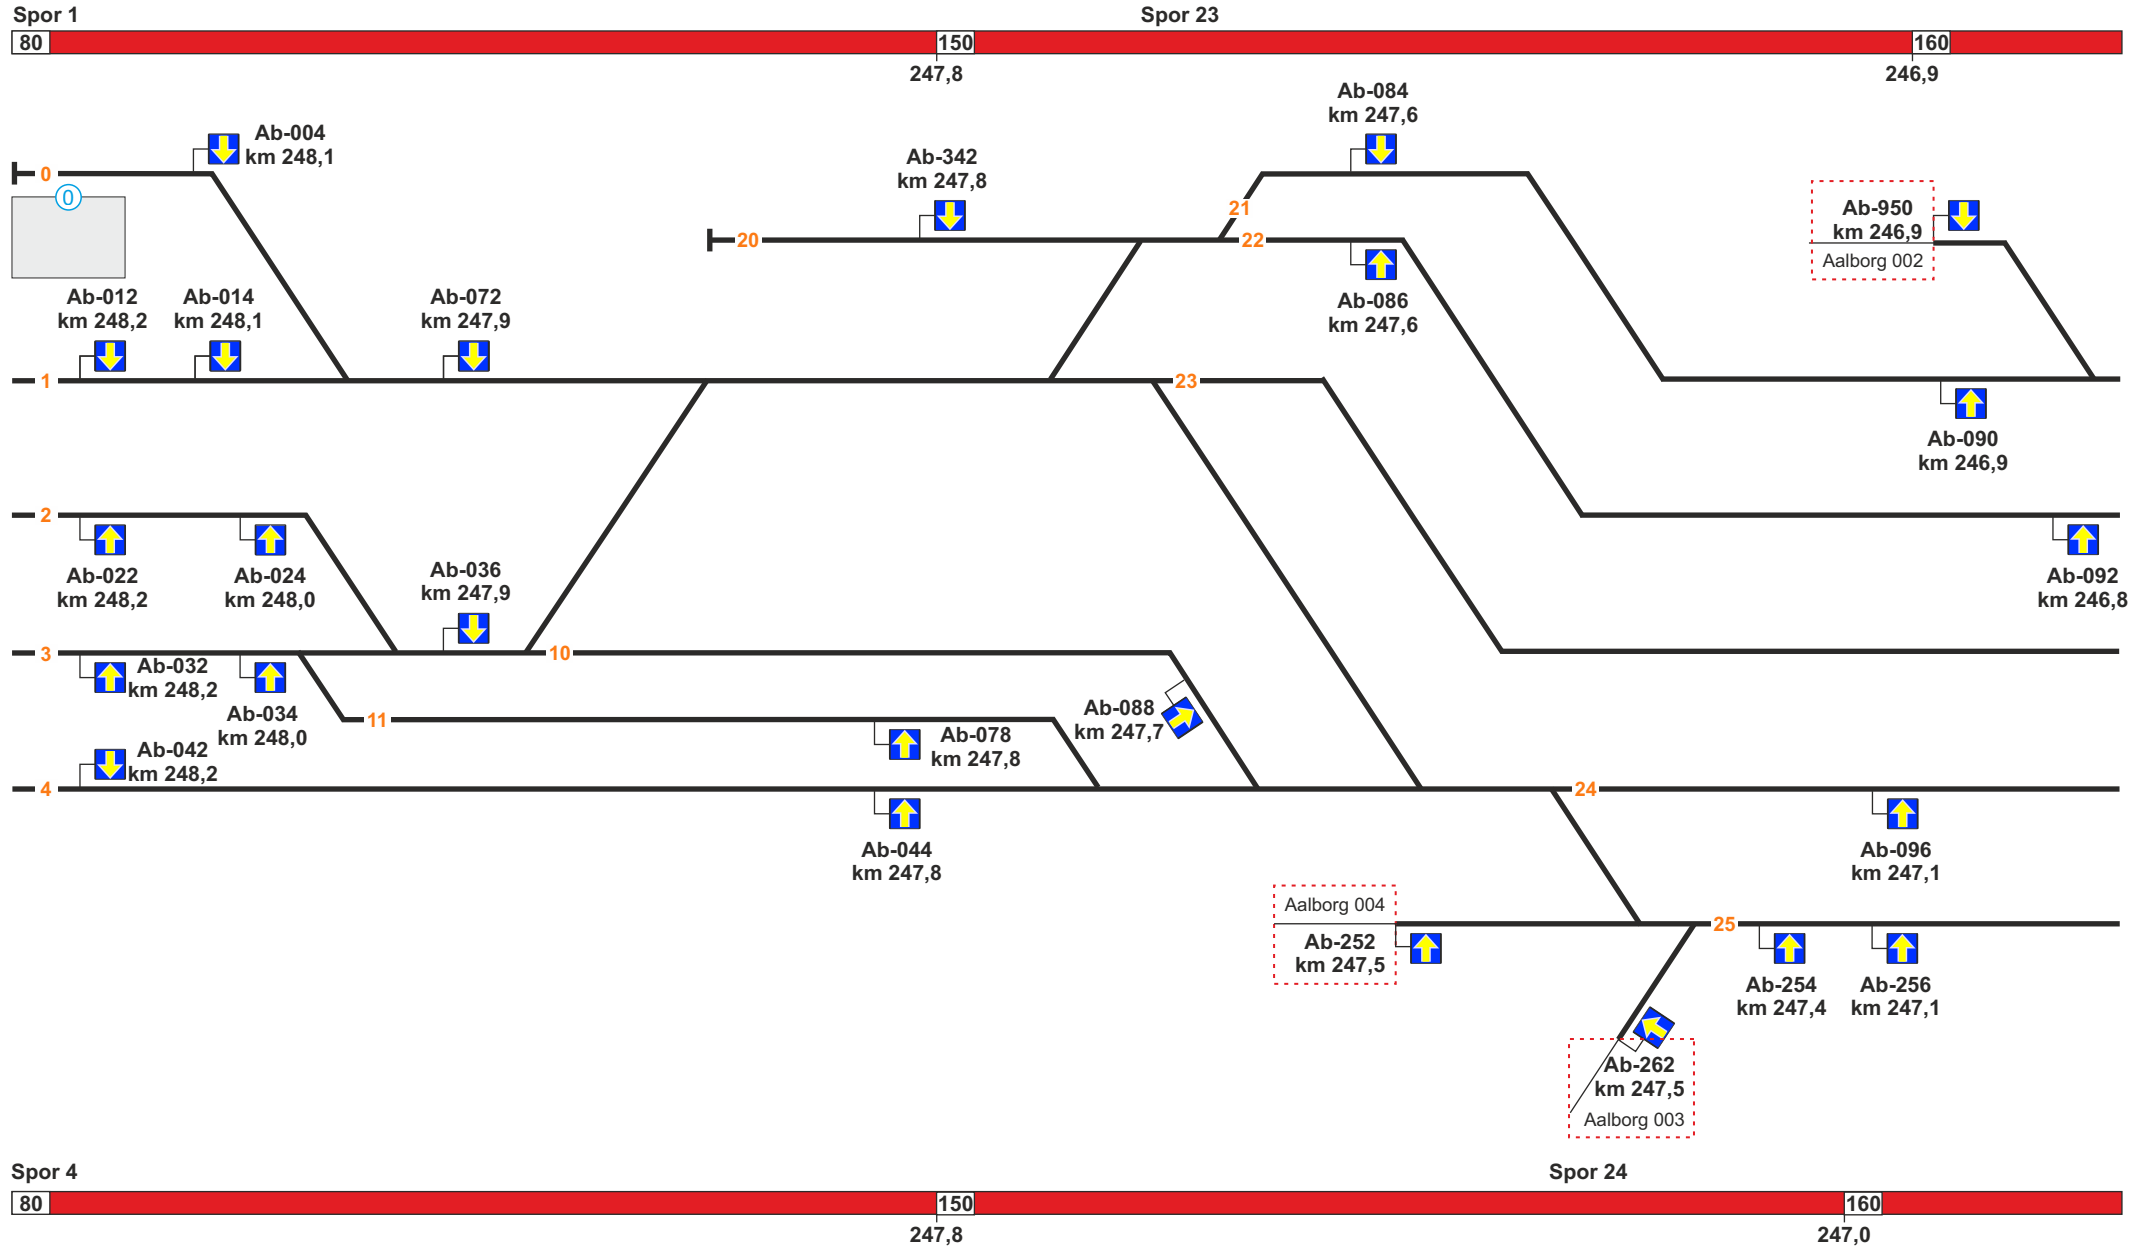 Spor 1
Spor 23
80
150
160
247,8
246,9
Ab-084
km 247,6
Ab-004
km 248,1
Ab-342
km 247,8
0
0
21
Ab-950
km 246,9
Aalborg 002
20
22
Ab-012
km 248,2
Ab-014
km 248,1
Ab-072
km 247,9
Ab-086
km 247,6
1
23
Ab-090
km 246,9
2
Ab-022
km 248,2
Ab-024
km 248,0
Ab-036
km 247,9
Ab-092
km 246,8
3
10
Ab-032
km 248,2
Ab-034
km 248,0
11
Ab-088
km 247,7
Ab-078
km 247,8
Ab-042
km 248,2
4
24
Ab-044
km 247,8
Ab-096
km 247,1
Aalborg 004
Ab-252
km 247,5
25
Ab-254
km 247,4
Ab-256
km 247,1
Ab-262
km 247,5
Aalborg 003
Spor 4
Spor 24
80
150
160
247,8
247,0